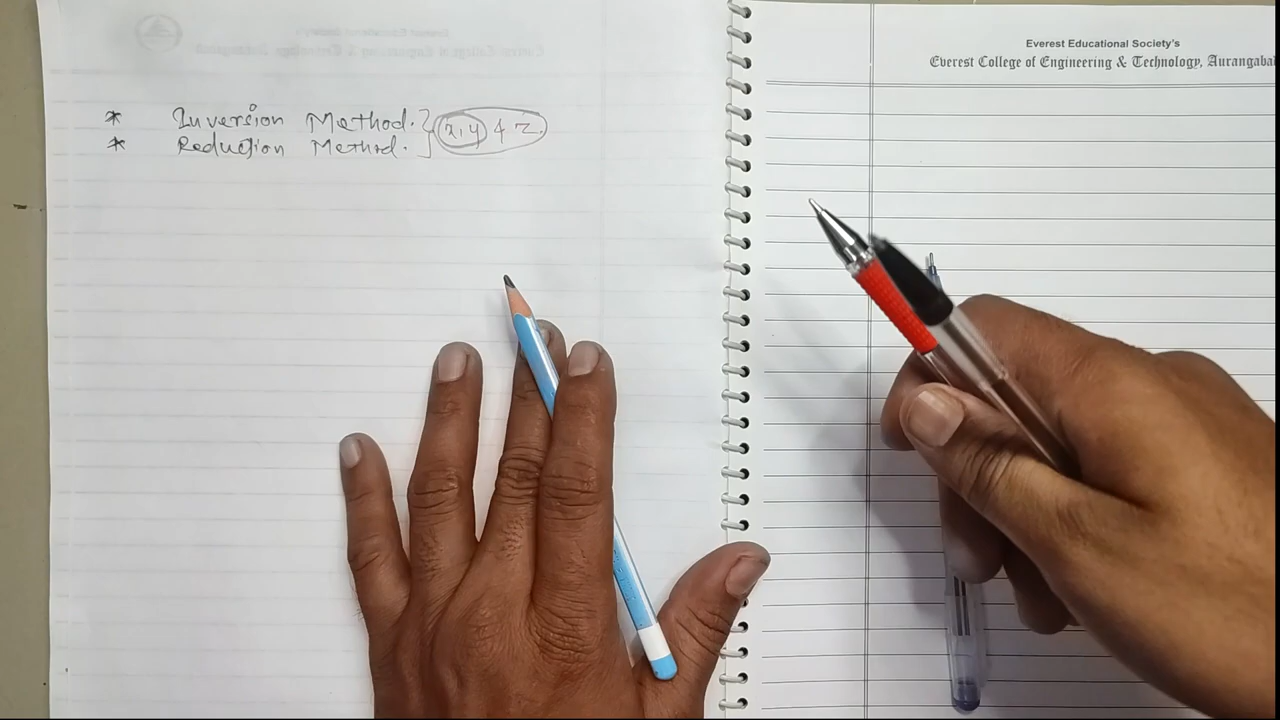 Everest Educational Society's
Everest College of Engineering & Technology, Aurangabad
* Inversion Method. } x, y & z.
* Reduction Method.